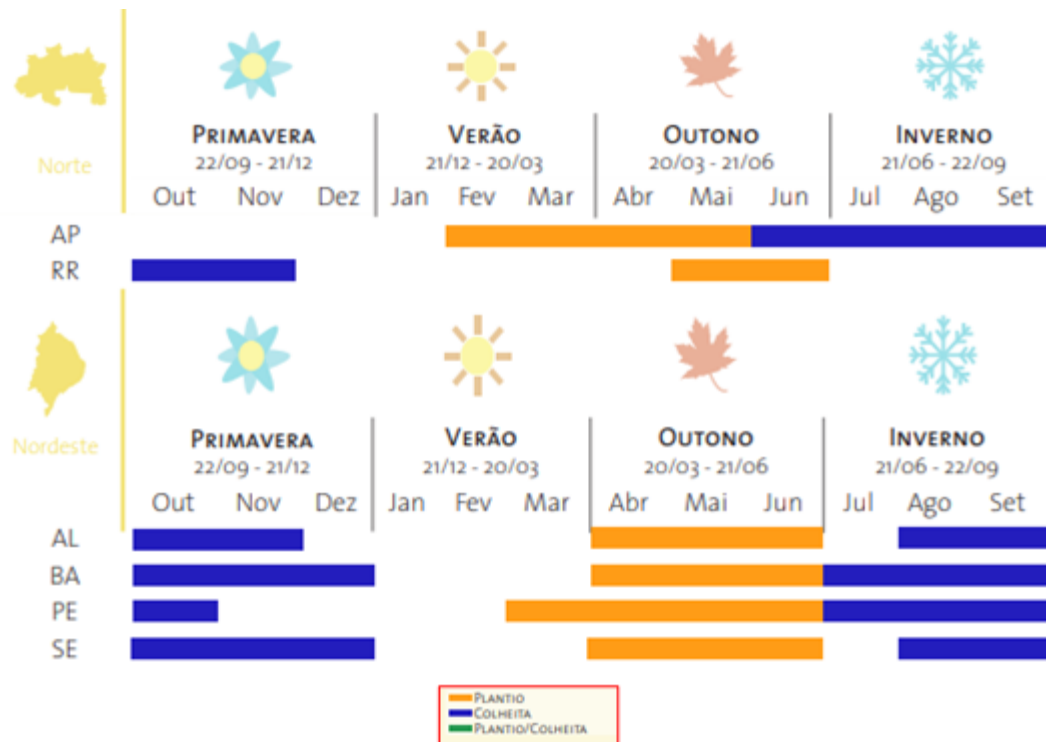 Norte
PRIMAVERA
22/09 - 21/12
VERÃO
21/12 - 20/03
OUTONO
20/03 - 21/06
INVERNO
21/06 - 22/09
Out Nov Dez Jan Fev Mar Abr Mai Jun Jul Ago Set
AP
RR
Nordeste
PRIMAVERA
22/09 - 21/12
VERÃO
21/12 - 20/03
OUTONO
20/03 - 21/06
INVERNO
21/06 - 22/09
Out Nov Dez Jan Fev Mar Abr Mai Jun Jul Ago Set
AL
BA
PE
SE
PLANTIO
COLHEITA
PLANTIO/COLHEITA